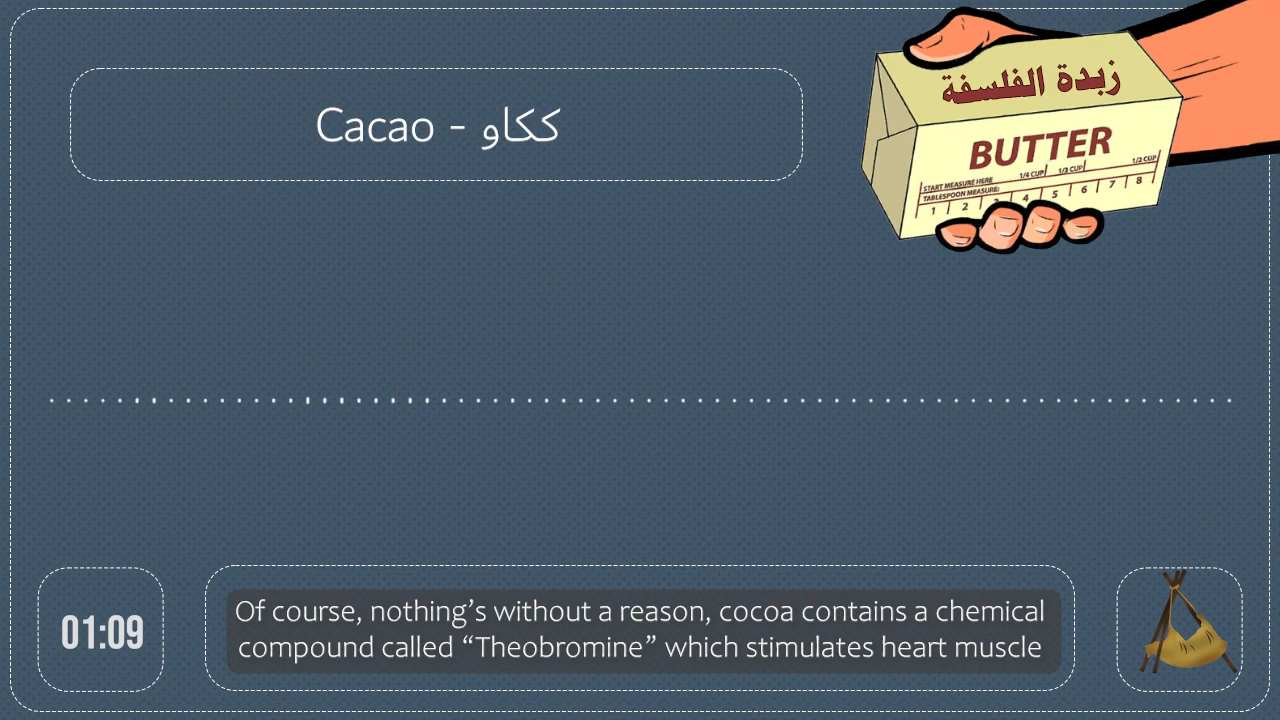 Cacao - ككاو
زبدة الفلسفة
BUTTER
START MEASURE HERE 1/4 CUP 1/3 CUP 1/2 CUP
TABLESPOON MEASURE:
1 2 3 4 5 6 7 8
01:09
Of course, nothing’s without a reason, cocoa contains a chemical
compound called “Theobromine” which stimulates heart muscle